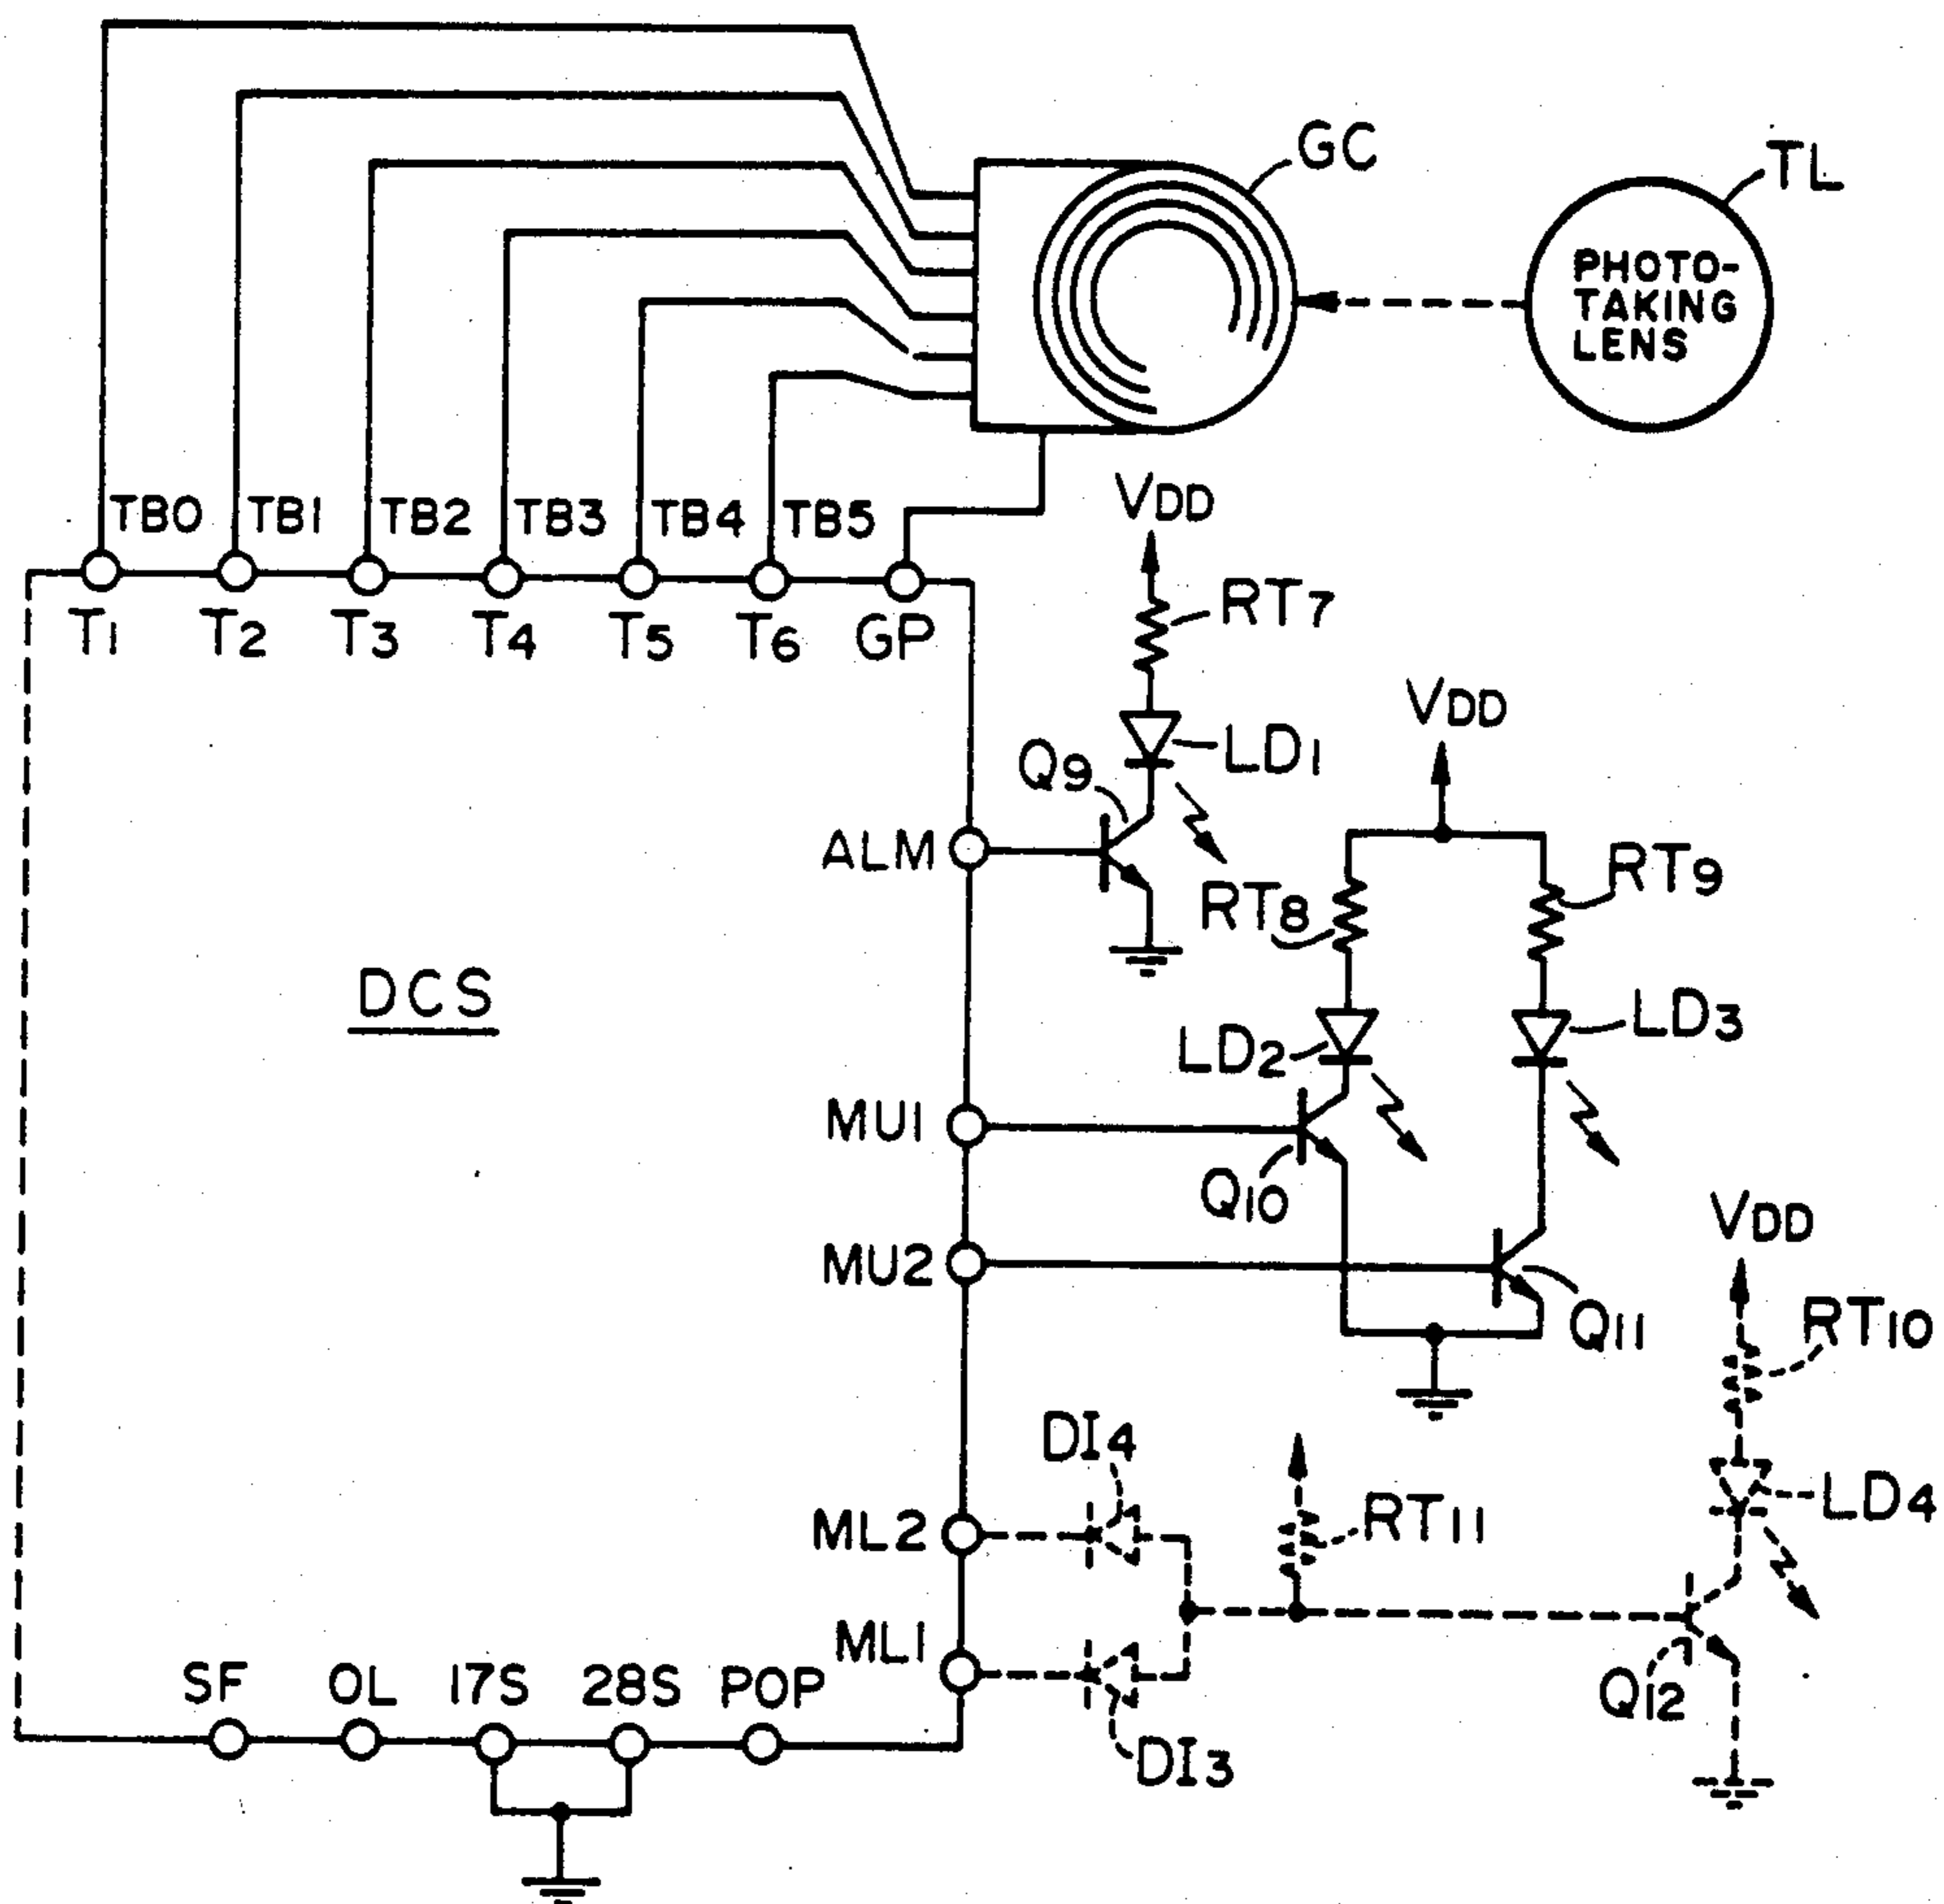 GC
TL
PHOTO-
TAKING
LENS
TB0 TB1 TB2 TB3 TB4 TB5
T1 T2 T3 T4 T5 T6 GP
VDD
RT7
LD1
Q9
ALM
VDD
RT8
RT9
DCS
LD2
LD3
MU1
Q10
MU2
Q11
VDD
RT10
DI4
RT11
LD4
ML2
ML1
Q12
DI3
SF OL 17S 28S POP